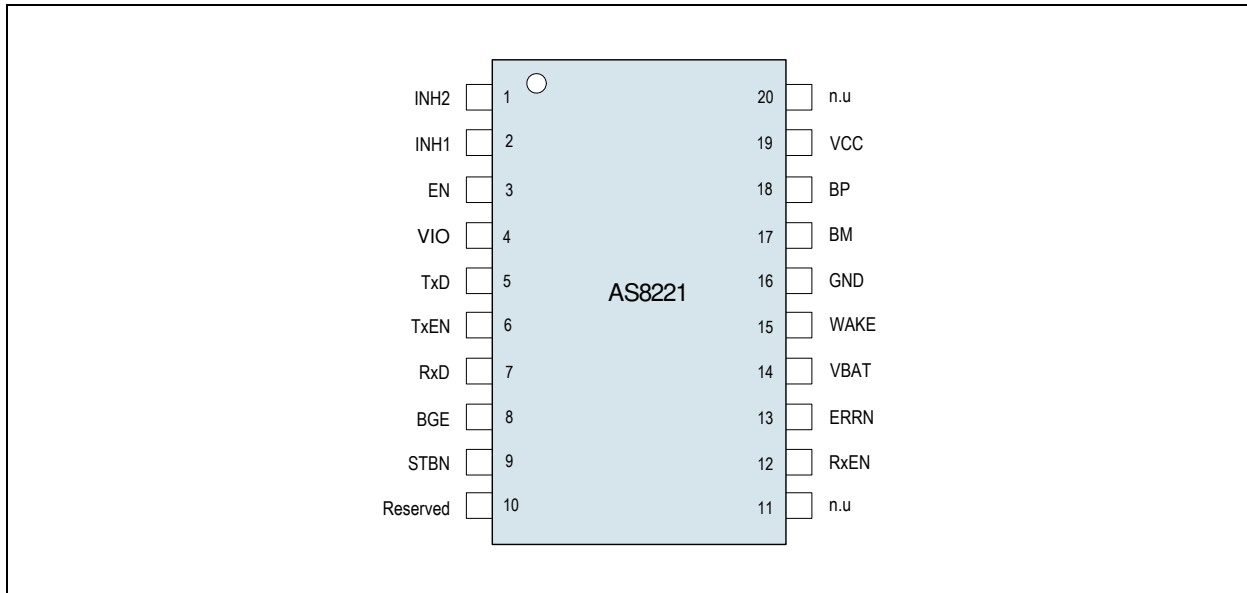 INH2 1 20 n.u
INH1 2 19 VCC
EN 3 18 BP
VIO 4 17 BM
TxD 5 16 GND
AS8221
TxEN 6 15 WAKE
RxD 7 14 VBAT
BGE 8 13 ERRN
STBN 9 12 RxEN
Reserved 10 11 n.u